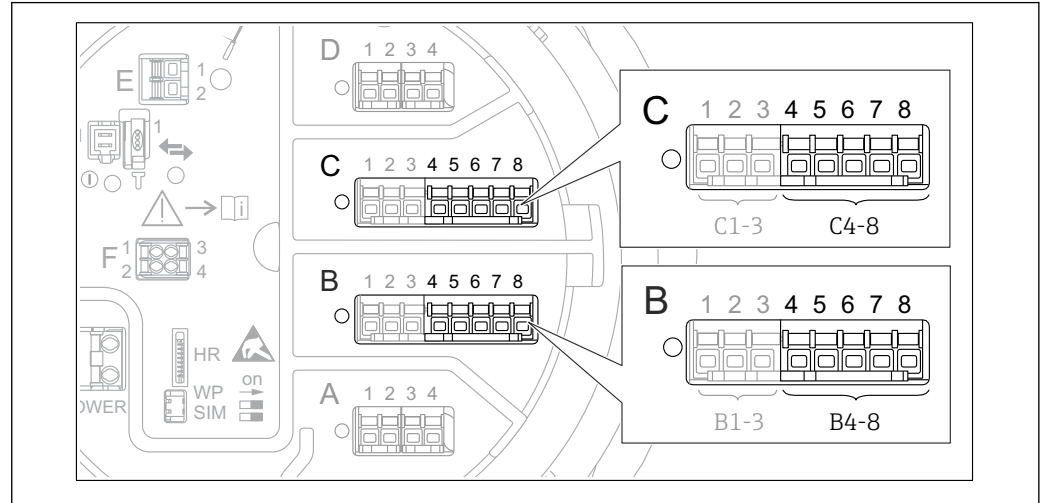 D 1 2 3 4
E 1
2
1
C 1 2 3 4 5 6 7 8
C 1 2 3 4 5 6 7 8
C1-3 C4-8
i
F 1 3
2 4
B 1 2 3 4 5 6 7 8
B 1 2 3 4 5 6 7 8
B1-3 B4-8
HR
WP on
SIM
OWER
A 1 2 3 4